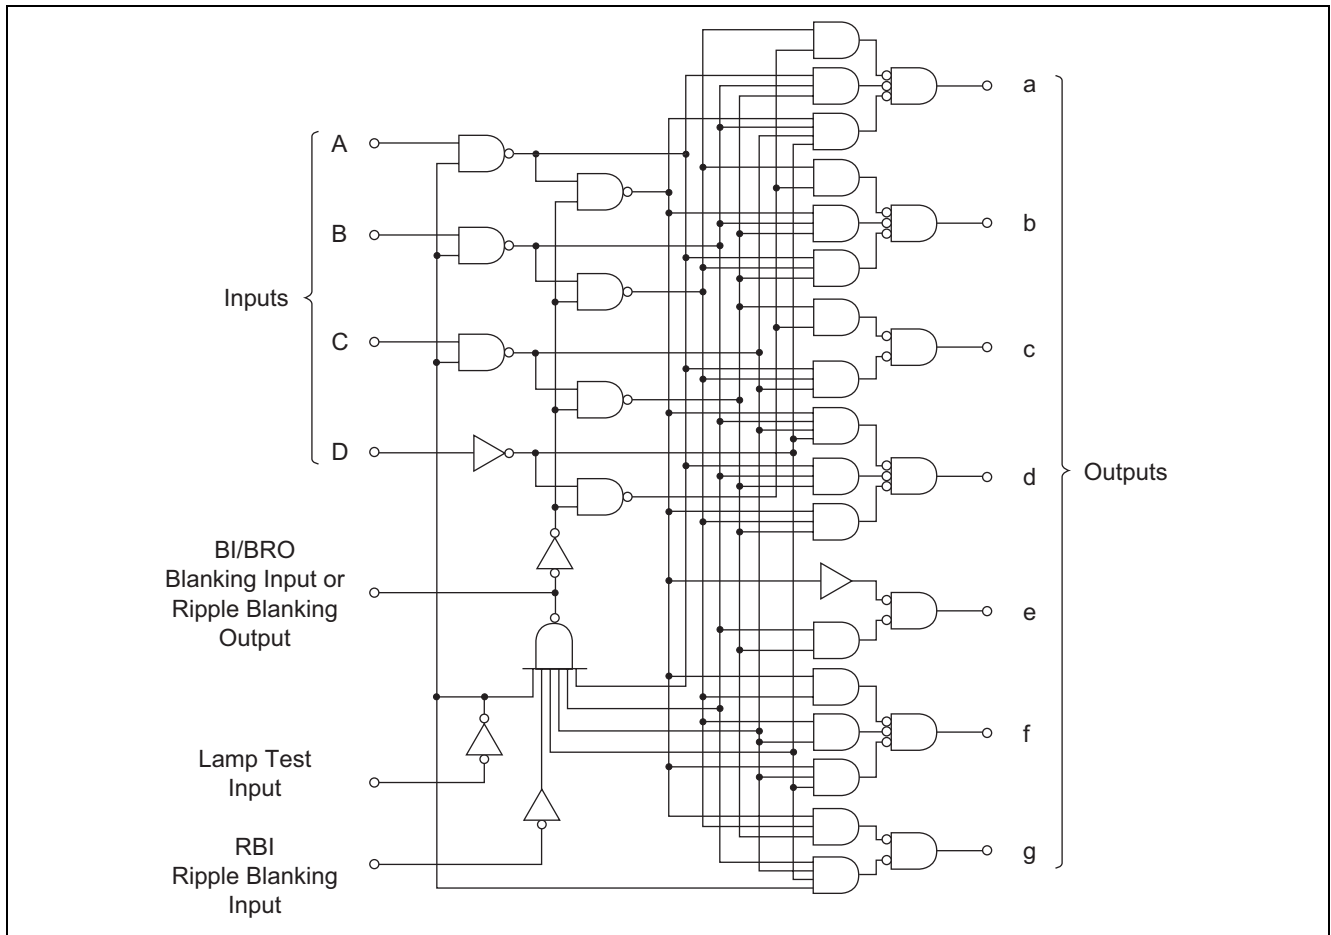 a
A
B
b
Inputs
C
c
D
d
Outputs
BI/BRO
Blanking Input or
Ripple Blanking
Output
e
f
Lamp Test
Input
RBI
Ripple Blanking
Input
g